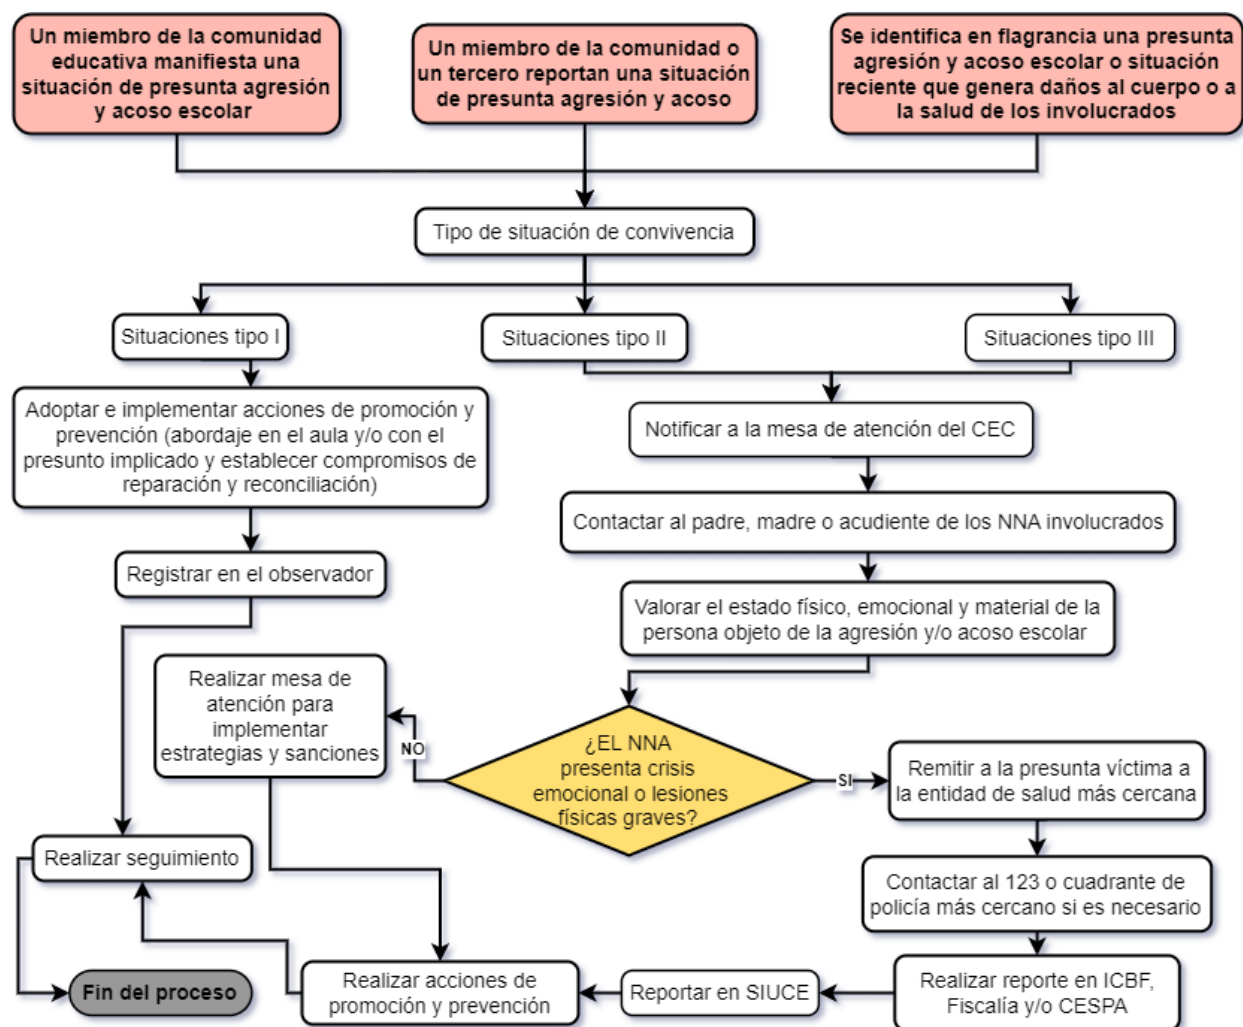 Un miembro de la comunidad
educativa manifiesta una
situación de presunta agresión
y acoso escolar
Un miembro de la comunidad o
un tercero reportan una situación
de presunta agresión y acoso
Se identifica en flagrancia una presunta
agresión y acoso escolar o situación
reciente que genera daños al cuerpo o a
la salud de los involucrados
Tipo de situación de convivencia
Situaciones tipo I
Situaciones tipo II
Situaciones tipo III
Adoptar e implementar acciones de promoción y
prevención (abordaje en el aula y/o con el
presunto implicado y establecer compromisos de
reparación y reconciliación)
Notificar a la mesa de atención del CEC
Contactar al padre, madre o acudiente de los NNA involucrados
Registrar en el observador
Valorar el estado físico, emocional y material de la
persona objeto de la agresión y/o acoso escolar
Realizar mesa de
atención para
implementar
estrategias y sanciones
NO
¿EL NNA
presenta crisis
emocional o lesiones
físicas graves?
SI
Remitir a la presunta víctima a
la entidad de salud más cercana
Realizar seguimiento
Contactar al 123 o cuadrante de
policía más cercano si es necesario
Fin del proceso
Realizar acciones de
promoción y prevención
Reportar en SIUCE
Realizar reporte en ICBF,
Fiscalía y/o CESPA